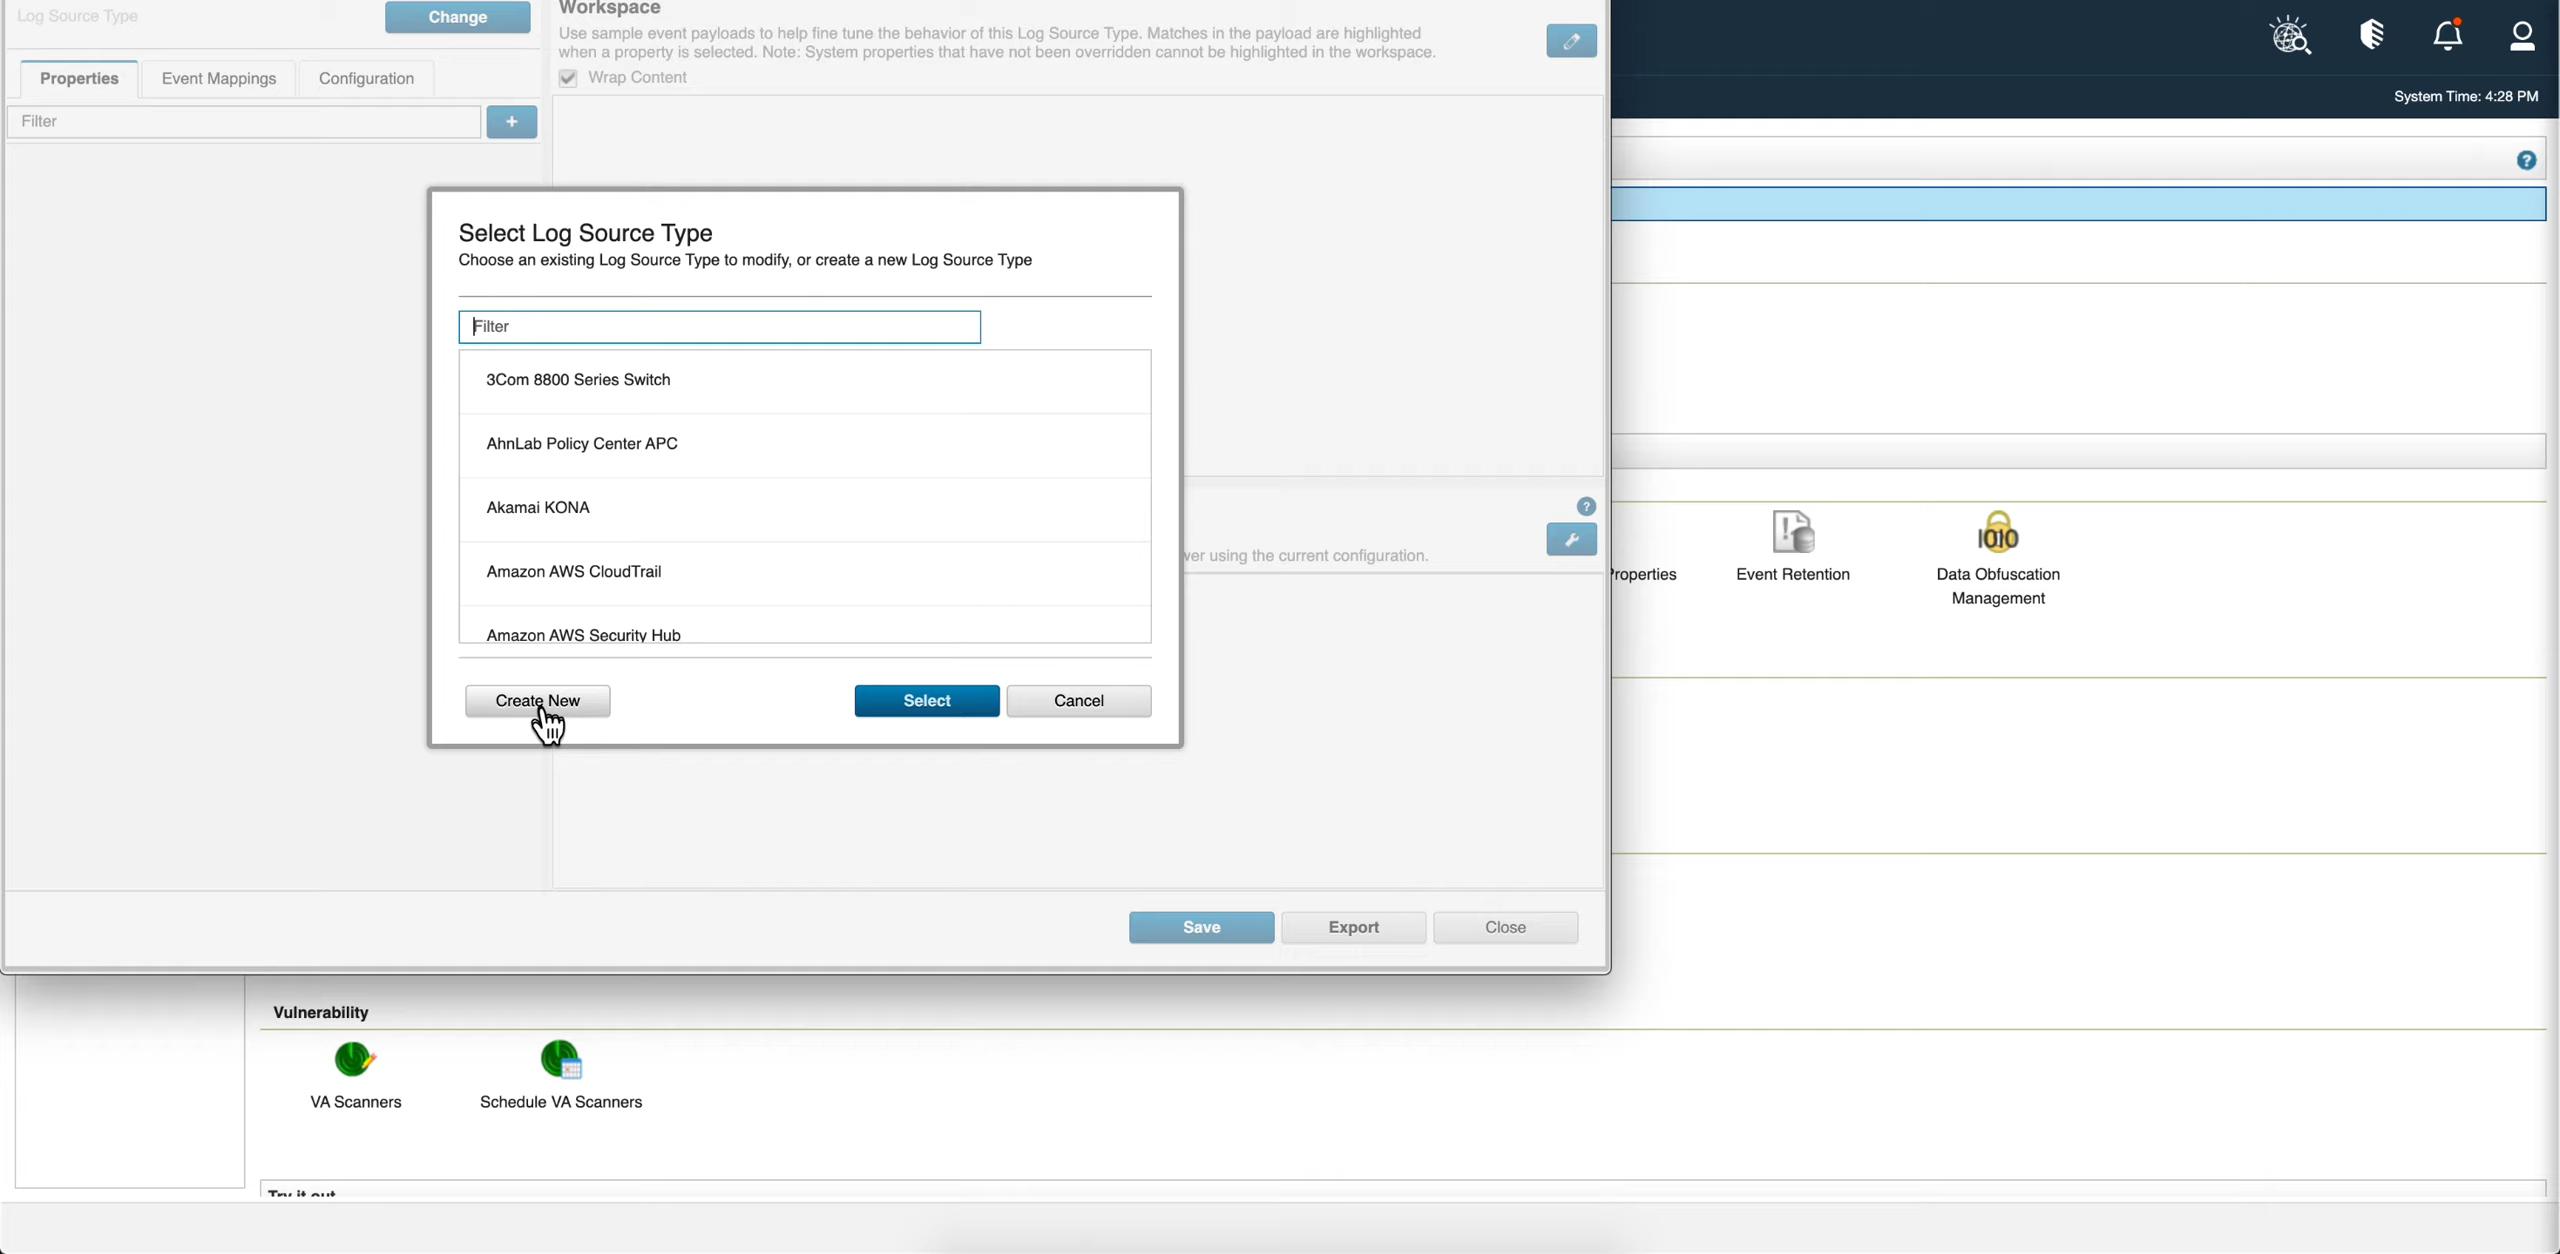 Log Source Type
Change
Workspace
Use sample event payloads to help fine tune the behavior of this Log Source Type. Matches in the payload are highlighted
when a property is selected. Note: System properties that have not been overridden cannot be highlighted in the workspace.
Wrap Content
Properties
Event Mappings
Configuration
Filter
+
System Time: 4:28 PM
?
Select Log Source Type
Choose an existing Log Source Type to modify, or create a new Log Source Type
Filter
3Com 8800 Series Switch
AhnLab Policy Center APC
Akamai KONA
Amazon AWS CloudTrail
Amazon AWS Security Hub
Create New
Select
Cancel
?
using the current configuration.
Properties
Event Retention
1010
Data Obfuscation
Management
Save
Export
Close
Vulnerability
VA Scanners
Schedule VA Scanners
Try it out